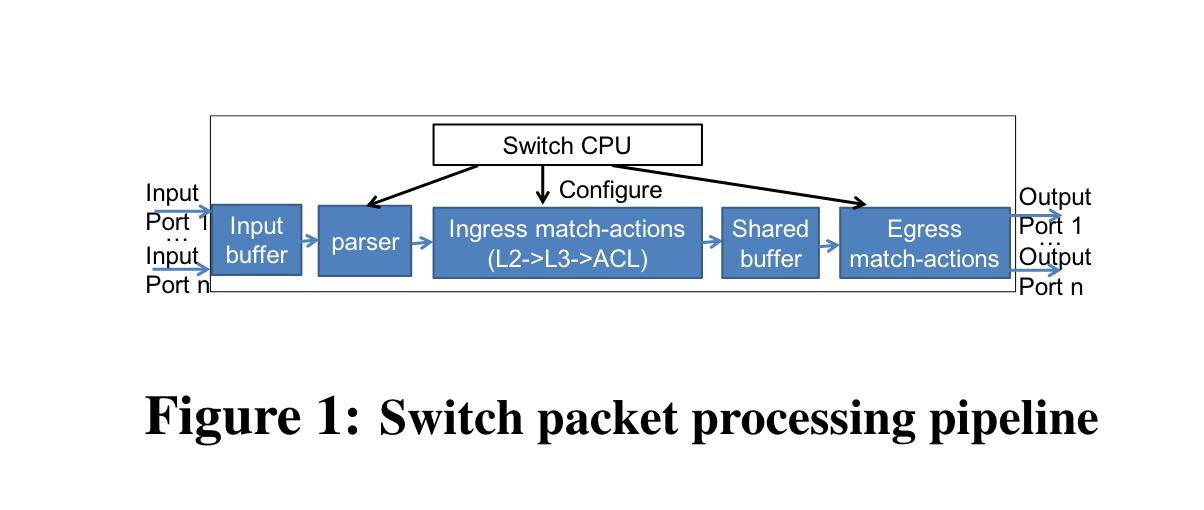 Switch CPU
Configure
Input
Port 1
...
Input
Port n
Input
buffer
parser
Ingress match-actions
(L2->L3->ACL)
Shared
buffer
Egress
match-actions
Output
Port 1
...
Output
Port n
Figure 1: Switch packet processing pipeline